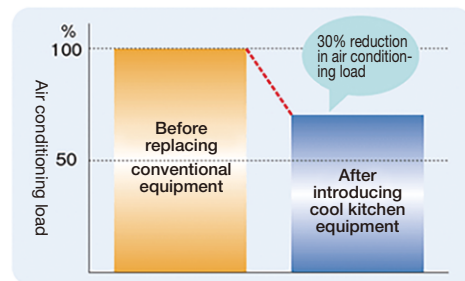 %
100
50
Air conditioning load
30% reduction
in air condition-
ing load
Before
replacing
conventional
equipment
After
introducing
cool kitchen
equipment